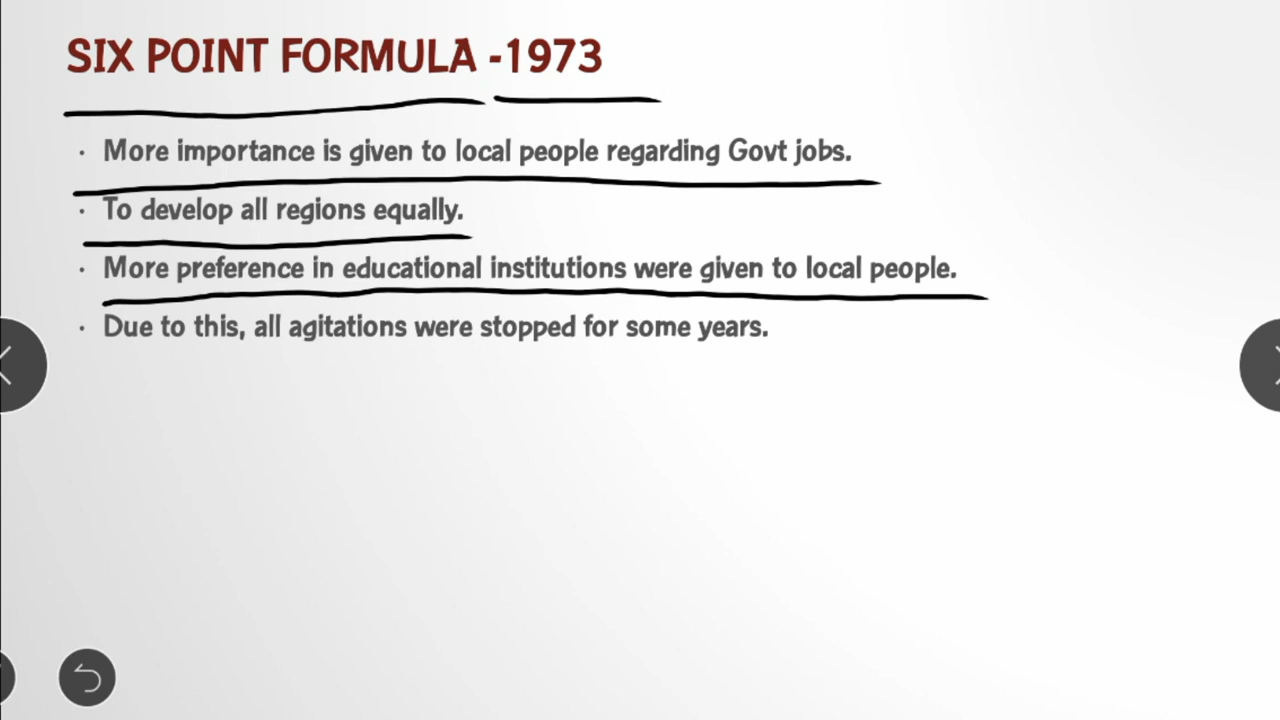 SIX POINT FORMULA -1973
· More importance is given to local people regarding Govt jobs.
· To develop all regions equally.
· More preference in educational institutions were given to local people.
· Due to this, all agitations were stopped for some years.